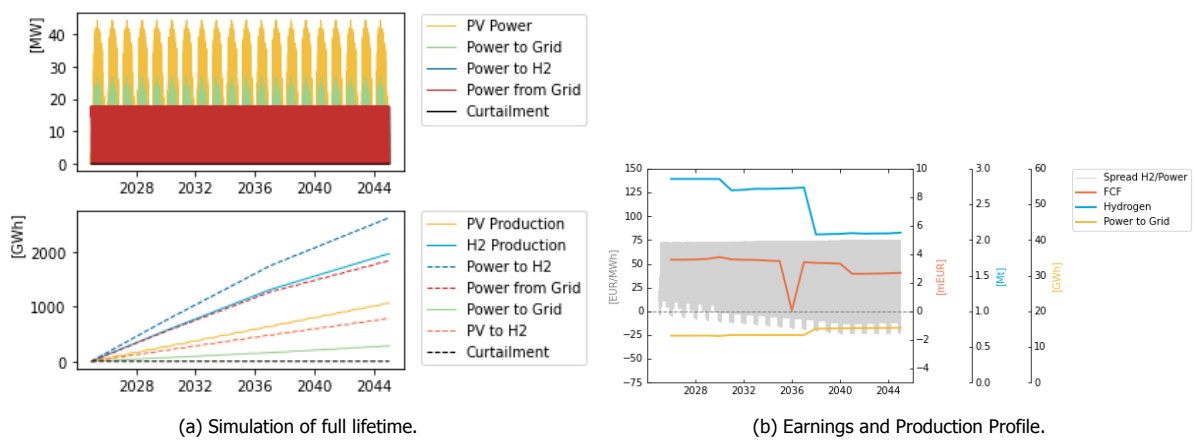 [MW]
40
30
20
10
0
2028 2032 2036 2040 2044
PV Power
Power to Grid
Power to H2
Power from Grid
Curtailment
[GWh]
2000
1000
0
2028 2032 2036 2040 2044
PV Production
H2 Production
Power to H2
Power from Grid
Power to Grid
PV to H2
Curtailment
(a) Simulation of full lifetime.
[EUR/MWh]
150
125
100
75
50
25
0
−25
−50
−75
2028 2032 2036 2040 2044
[mEUR]
10
8
6
4
2
0
−2
−4
[Mt]
3.0
2.5
2.0
1.5
1.0
0.5
0.0
[GWh]
60
50
40
30
20
10
0
Spread H2/Power
FCF
Hydrogen
Power to Grid
(b) Earnings and Production Profile.